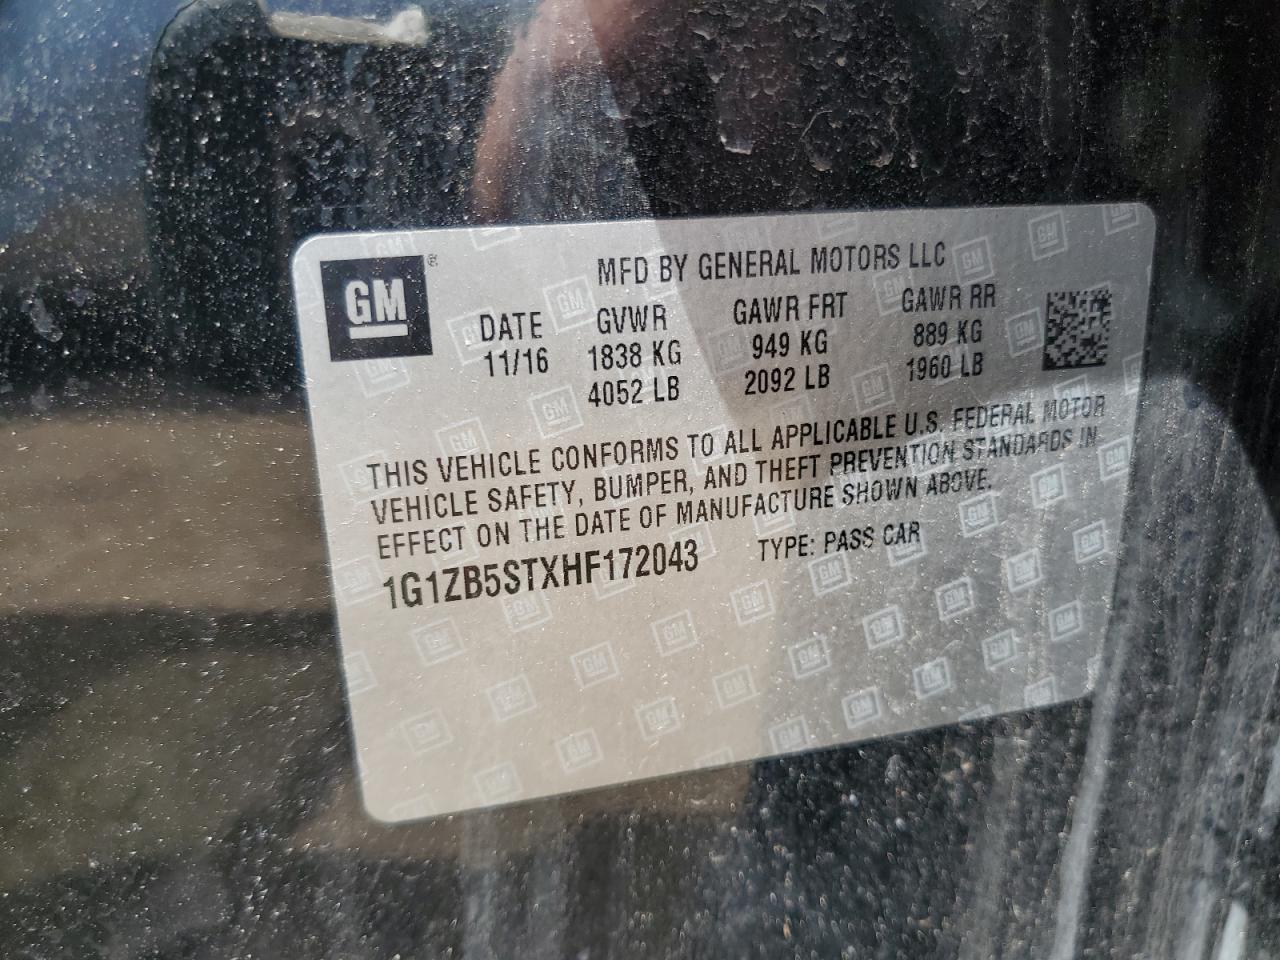 GM®
MFD BY GENERAL MOTORS LLC
DATE GVWR GAWR FRT GAWR RR
11/16 1838 KG 949 KG 889 KG
4052 LB 2092 LB 1960 LB
THIS VEHICLE CONFORMS TO ALL APPLICABLE U.S. FEDERAL MOTOR
VEHICLE SAFETY, BUMPER, AND THEFT PREVENTION STANDARDS IN
EFFECT ON THE DATE OF MANUFACTURE SHOWN ABOVE.
1G1ZB5STXHF172043 TYPE: PASS CAR